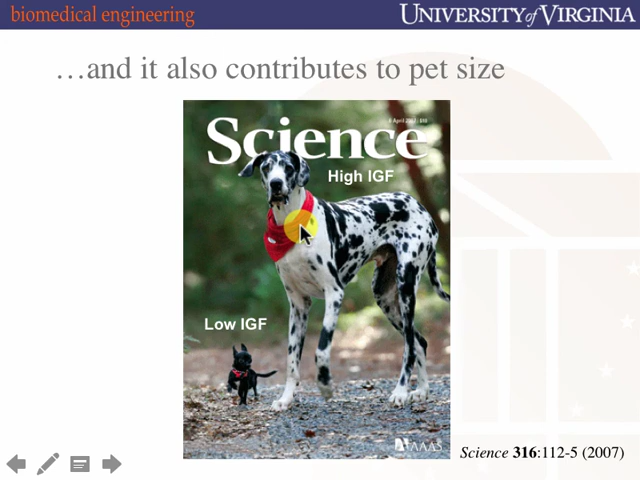 biomedical engineering
UNIVERSITY of VIRGINIA
…and it also contributes to pet size
Science
High IGF
Low IGF
AAAS
Science 316:112-5 (2007)